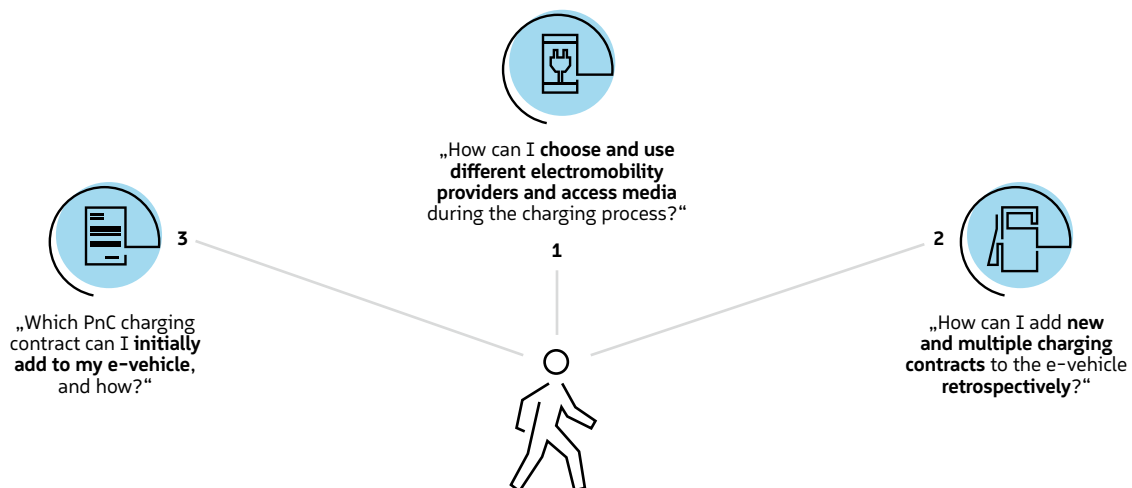 „How can I choose and use
different electromobility
providers and access media
during the charging process?“
1
3
„Which PnC charging
contract can I initially
add to my e-vehicle,
and how?“
2
„How can I add new
and multiple charging
contracts to the e-vehicle
retrospectively?“